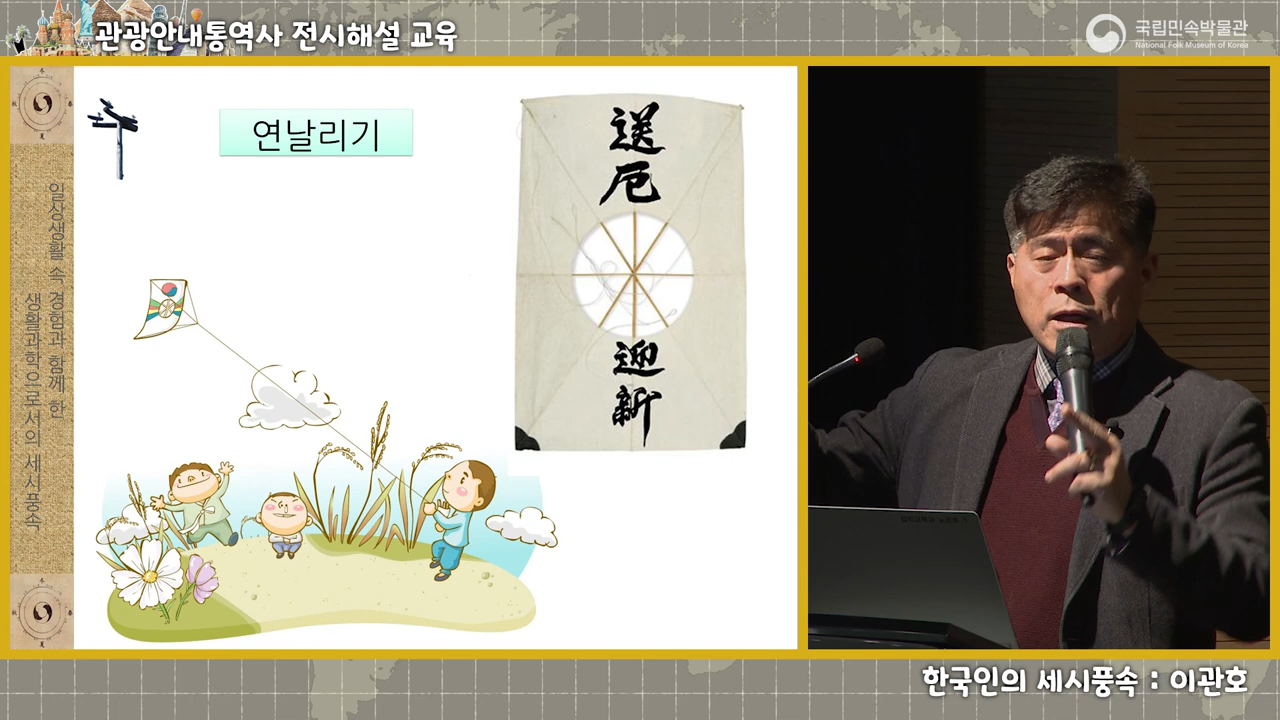 관광안내통역사 전시해설 교육
국립민속박물관
National Folk Museum of Korea
일상생활 속 경험과 함께 한
생활과학으로서의 세시풍속
연날리기
送
厄
迎
新
한국인의 세시풍속 : 이관호